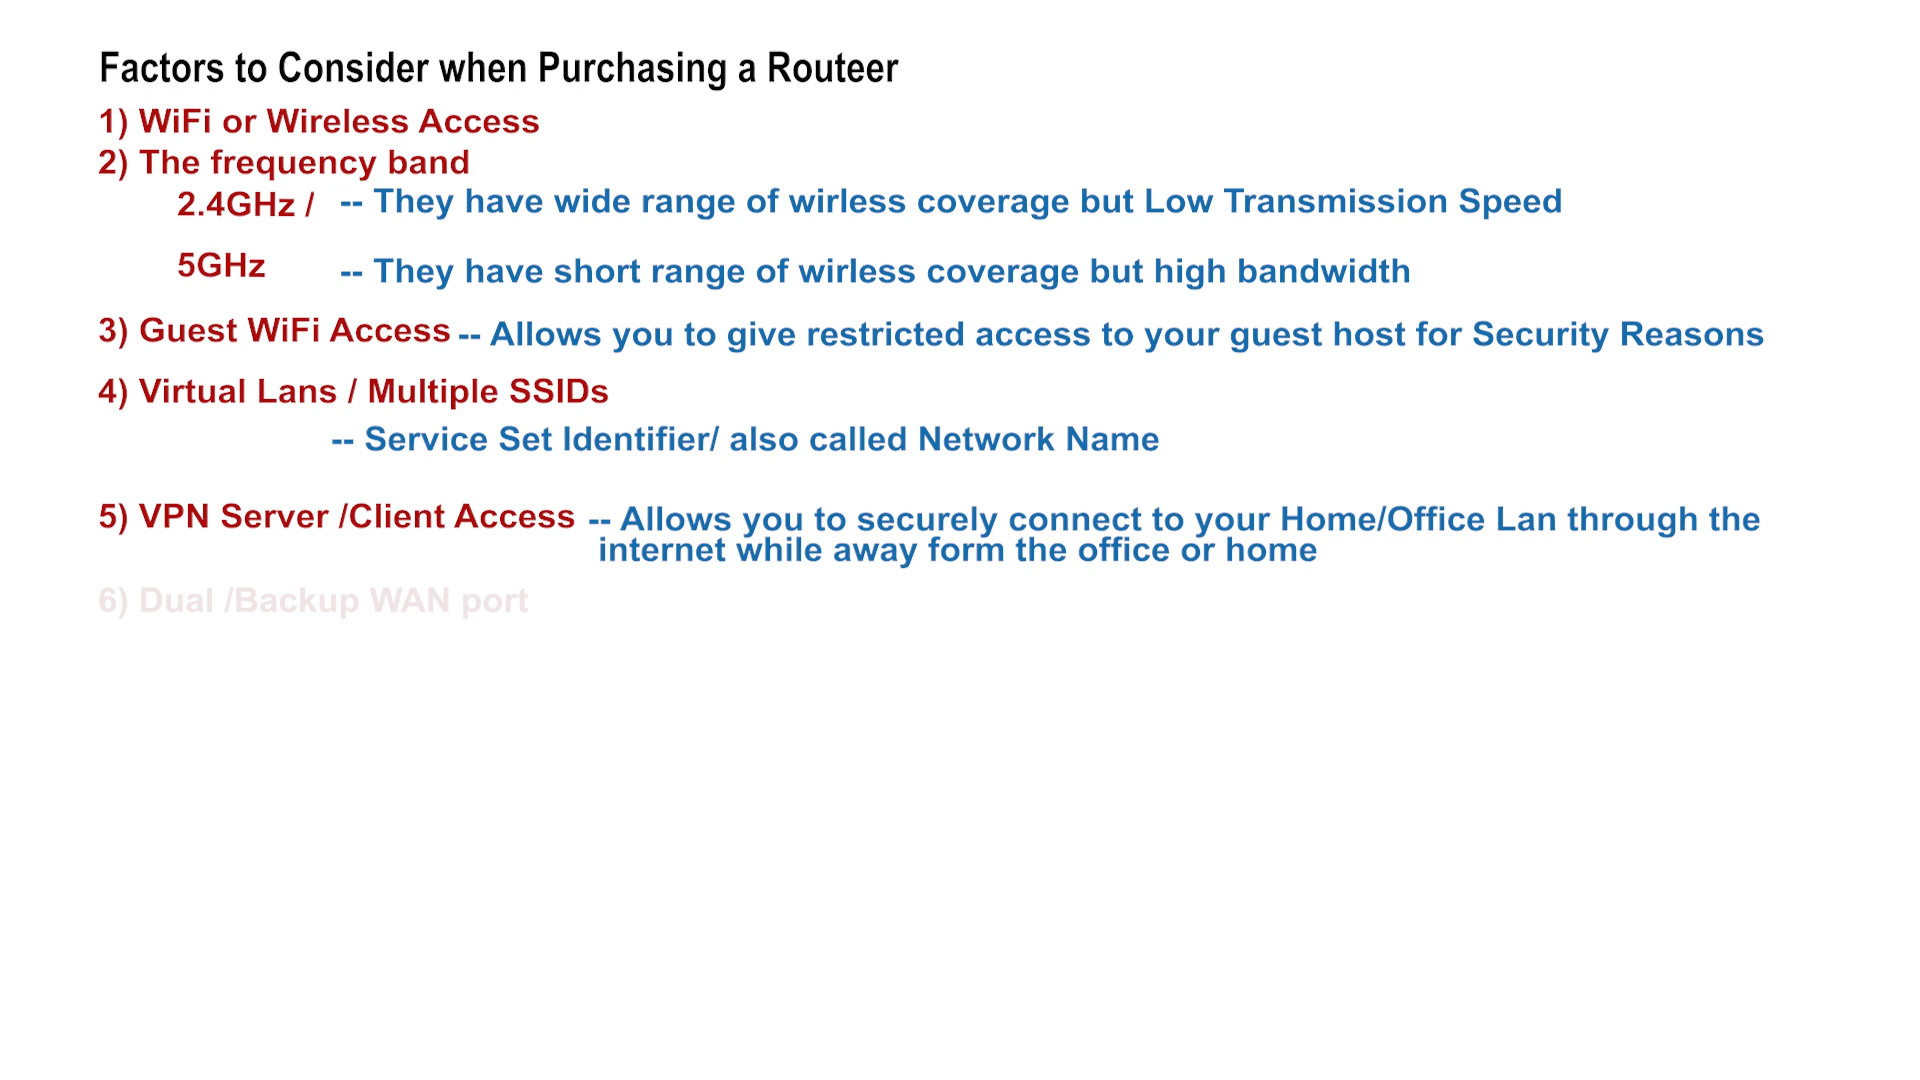 Factors to Consider when Purchasing a Routeer
1) WiFi or Wireless Access
2) The frequency band
2.4GHz / -- They have wide range of wirless coverage but Low Transmission Speed
5GHz -- They have short range of wirless coverage but high bandwidth
3) Guest WiFi Access -- Allows you to give restricted access to your guest host for Security Reasons
4) Virtual Lans / Multiple SSIDs
-- Service Set Identifier/ also called Network Name
5) VPN Server /Client Access -- Allows you to securely connect to your Home/Office Lan through the
internet while away form the office or home
6) Dual /Backup WAN port